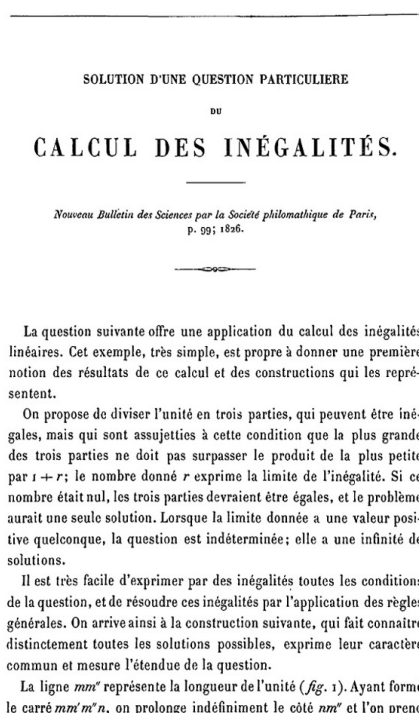 SOLUTION D'UNE QUESTION PARTICULIERE
DU
CALCUL DES INÉGALITÉS.
Nouveau Bulletin des Sciences par la Société philomathique de Paris,
p. 99; 1826.
La question suivante offre une application du calcul des inégalités
linéaires. Cet exemple, très simple, est propre à donner une première
notion des résultats de ce calcul et des constructions qui les repré-
sentent.
On propose de diviser l'unité en trois parties, qui peuvent être iné-
gales, mais qui sont assujetties à cette condition que la plus grande
des trois parties ne doit pas surpasser le produit de la plus petite
par 1 + r; le nombre donné r exprime la limite de l'inégalité. Si ce
nombre était nul, les trois parties devraient être égales, et le problème
aurait une seule solution. Lorsque la limite donnée a une valeur posi-
tive quelconque, la question est indéterminée; elle a une infinité de
solutions.
Il est très facile d'exprimer par des inégalités toutes les conditions
de la question, et de résoudre ces inégalités par l'application des règles
générales. On arrive ainsi à la construction suivante, qui fait connaître
distinctement toutes les solutions possibles, exprime leur caractère
commun et mesure l'étendue de la question.
La ligne mm" représente la longueur de l'unité (fig. 1). Ayant formé
le carré mm'm"n, on prolonge indéfiniment le côté nm" et l'on prend